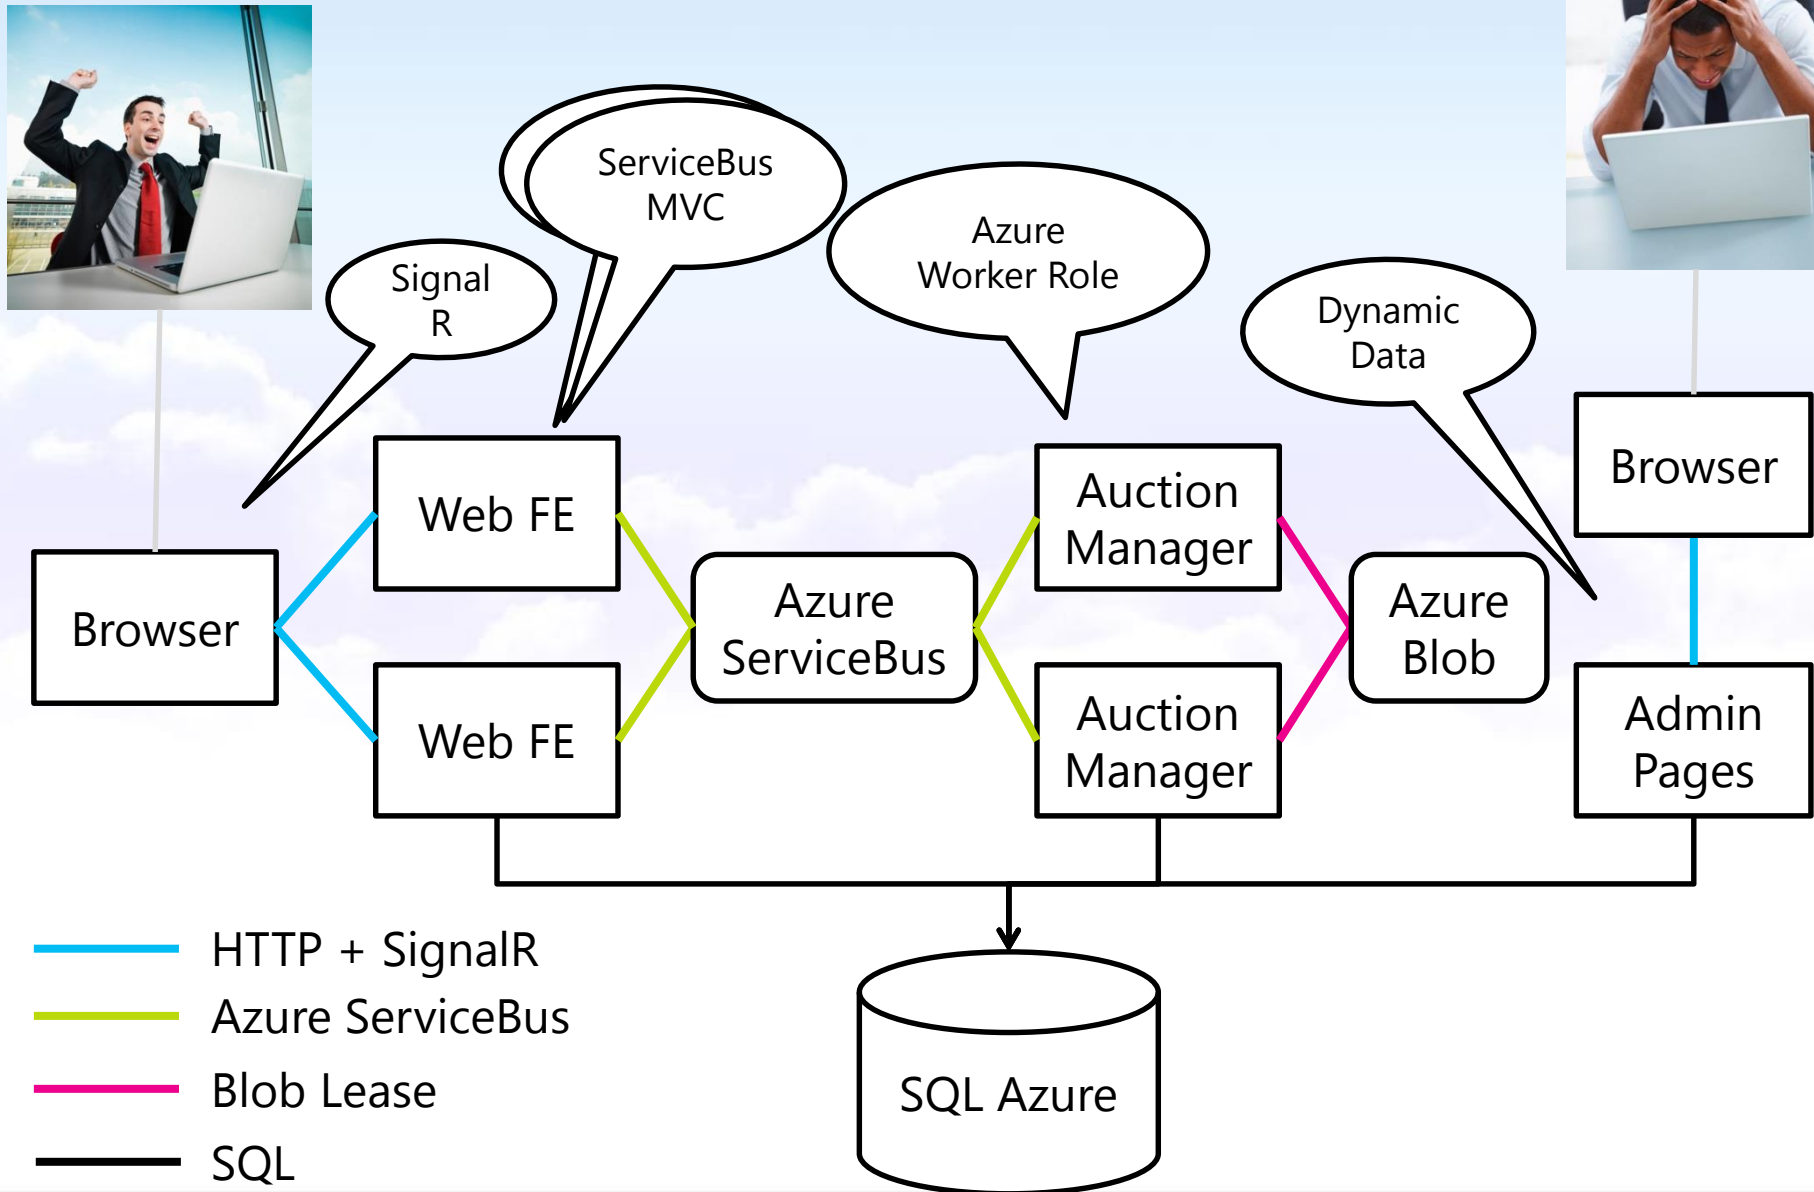 ServiceBus
MVC
Signal
R
Azure
Worker Role
Dynamic
Data
Browser
Web FE
Web FE
Azure
ServiceBus
Auction
Manager
Auction
Manager
Azure
Blob
Browser
Admin
Pages
HTTP + SignalR
Azure ServiceBus
Blob Lease
SQL
SQL Azure